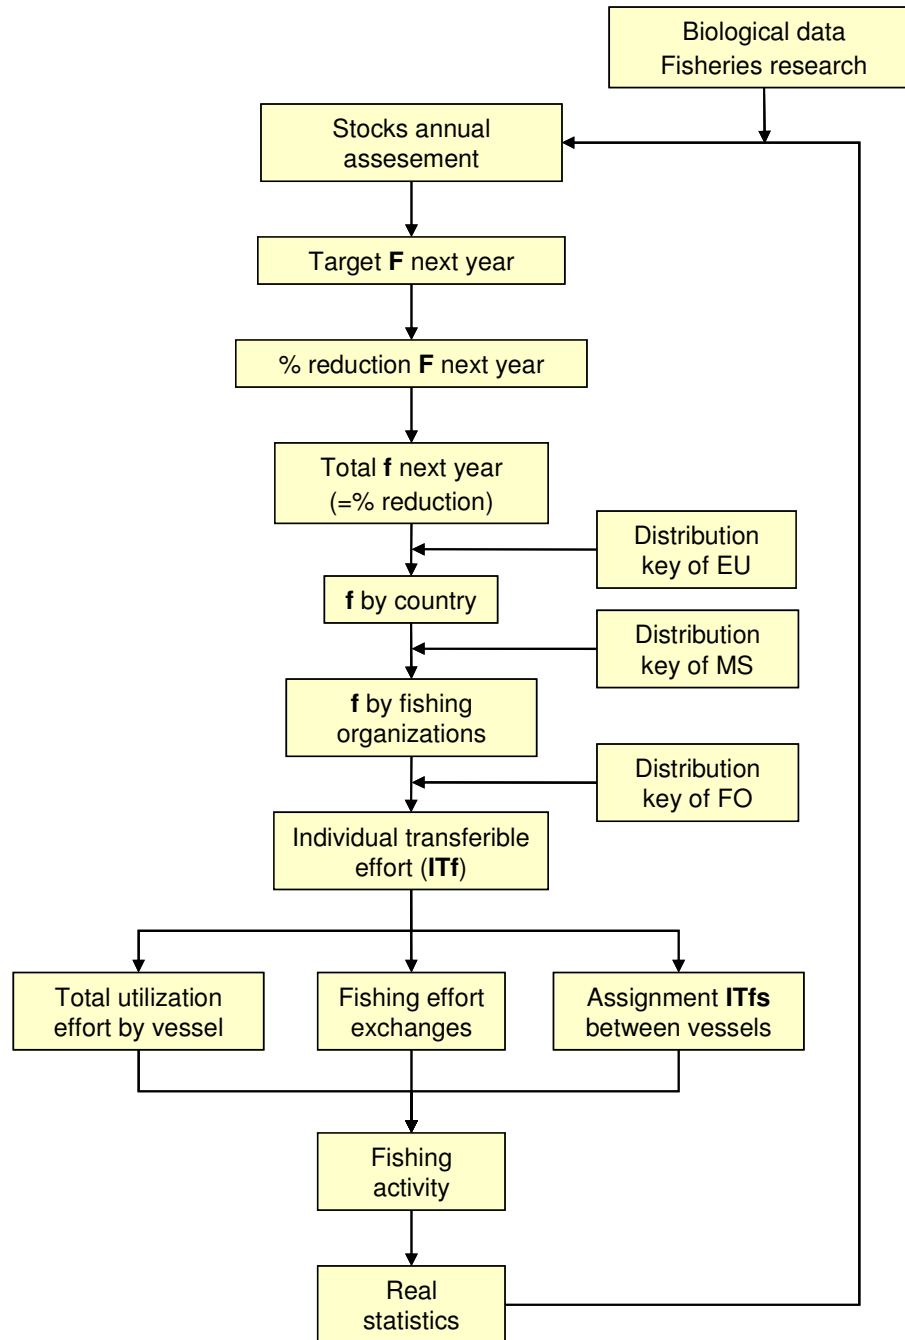 Biological data
Fisheries research
Stocks annual
assesement
Target F next year
% reduction F next year
Total f next year
(=% reduction)
Distribution
key of EU
f by country
Distribution
key of MS
f by fishing
organizations
Distribution
key of FO
Individual transferible
effort (ITf)
Total utilization
effort by vessel
Fishing effort
exchanges
Assignment ITfs
between vessels
Fishing
activity
Real
statistics